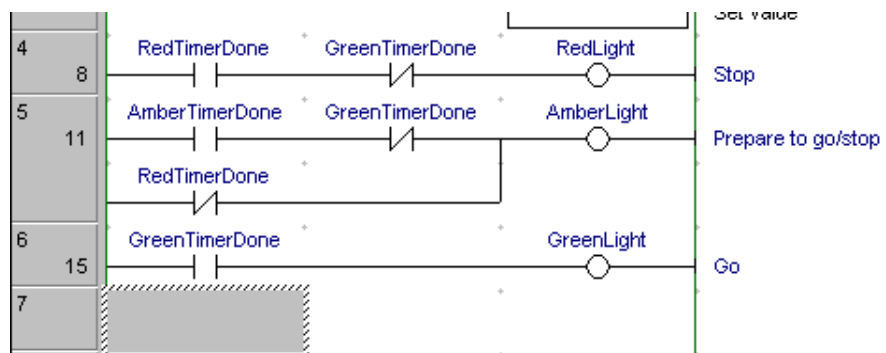 Set Value
4 RedTimerDone GreenTimerDone RedLight
8 Stop
5 AmberTimerDone GreenTimerDone AmberLight
11 Prepare to go/stop
RedTimerDone
6 GreenTimerDone GreenLight
15 Go
7